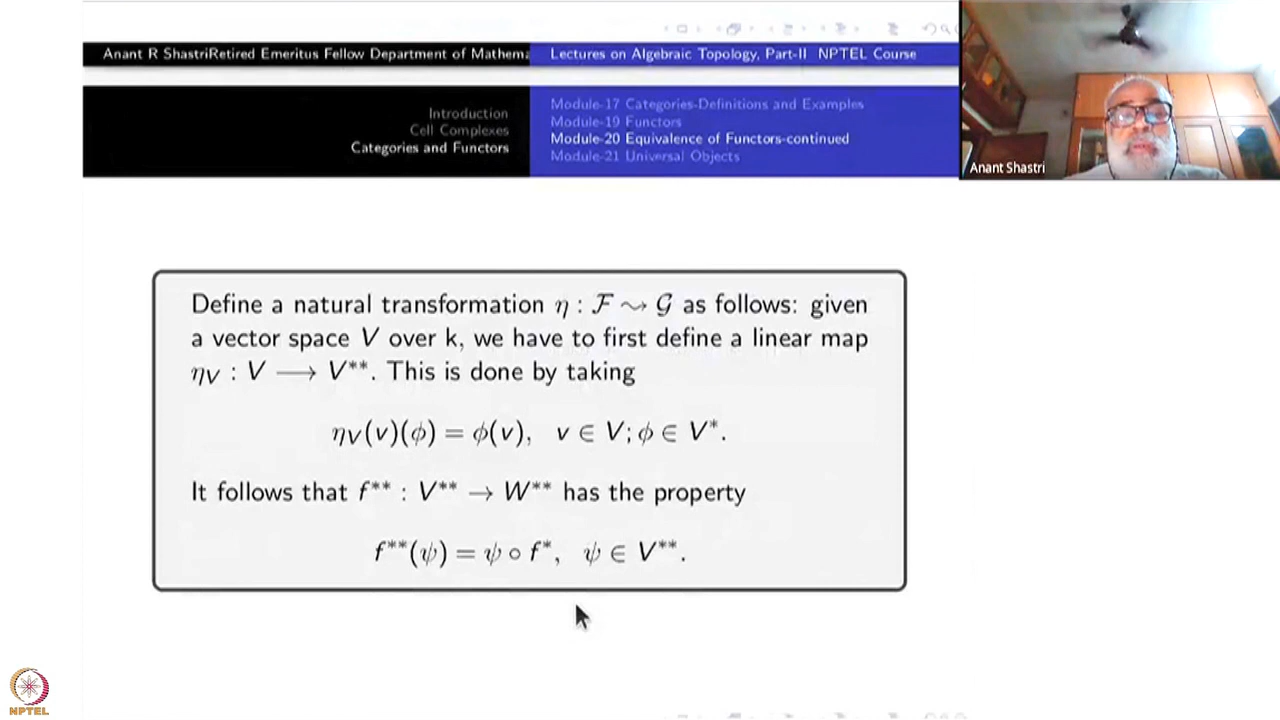 Anant R ShastriRetired Emeritus Fellow Department of Mathema
Lectures on Algebraic Topology, Part-II NPTEL Course
Introduction
Cell Complexes
Categories and Functors
Module-17 Categories-Definitions and Examples
Module-19 Functors
Module-20 Equivalence of Functors-continued
Module-21 Universal Objects
Anant Shastri
Define a natural transformation η : ℱ ⇝ 𝒢 as follows: given
a vector space V over k, we have to first define a linear map
ηV : V ⟶ V**. This is done by taking
ηV(v)(ϕ) = ϕ(v), v ∈ V; ϕ ∈ V*.
It follows that f** : V** → W** has the property
f**(ψ) = ψ ∘ f*, ψ ∈ V**.
NPTEL